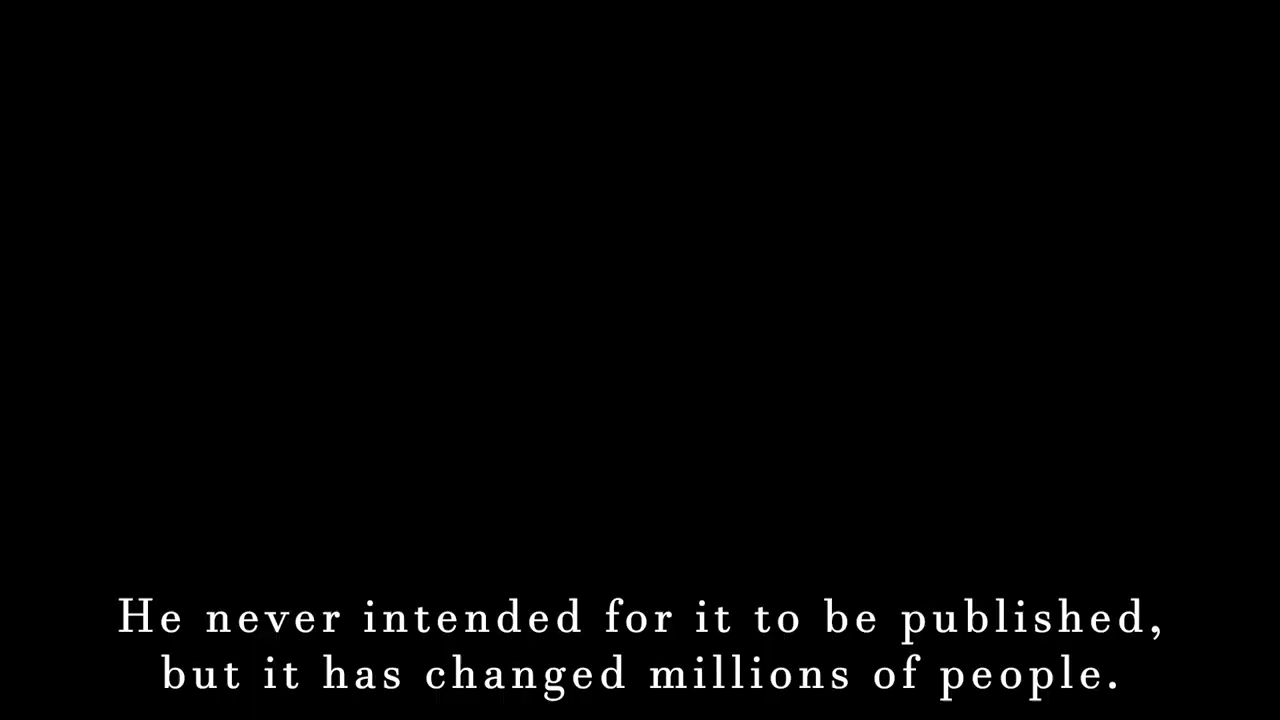 He never intended for it to be published,
but it has changed millions of people.